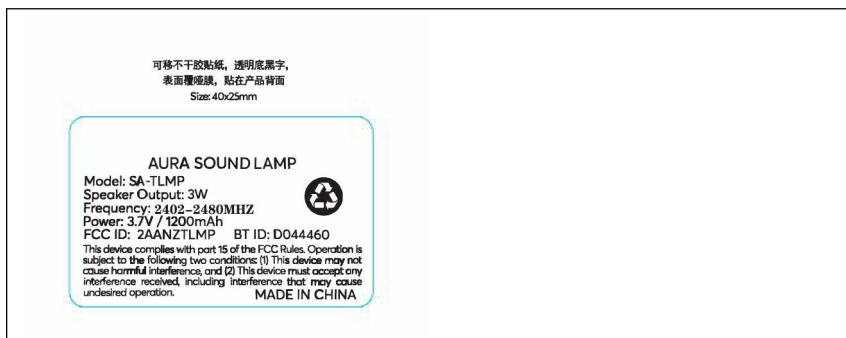 可移不干胶贴纸，透明底黑字，
表面覆哑膜，贴在产品背面
Size: 40x25mm
AURA SOUND LAMP
Model: SA-TLMP
Speaker Output: 3W
Frequency: 2402-2480MHZ
Power: 3.7V / 1200mAh
FCC ID: 2AANZTLMP BT ID: D044460
This device complies with part 15 of the FCC Rules. Operation is
subject to the following two conditions: (1) This device may not
cause harmful interference, and (2) This device must accept any
interference received, including interference that may cause
undesired operation. MADE IN CHINA